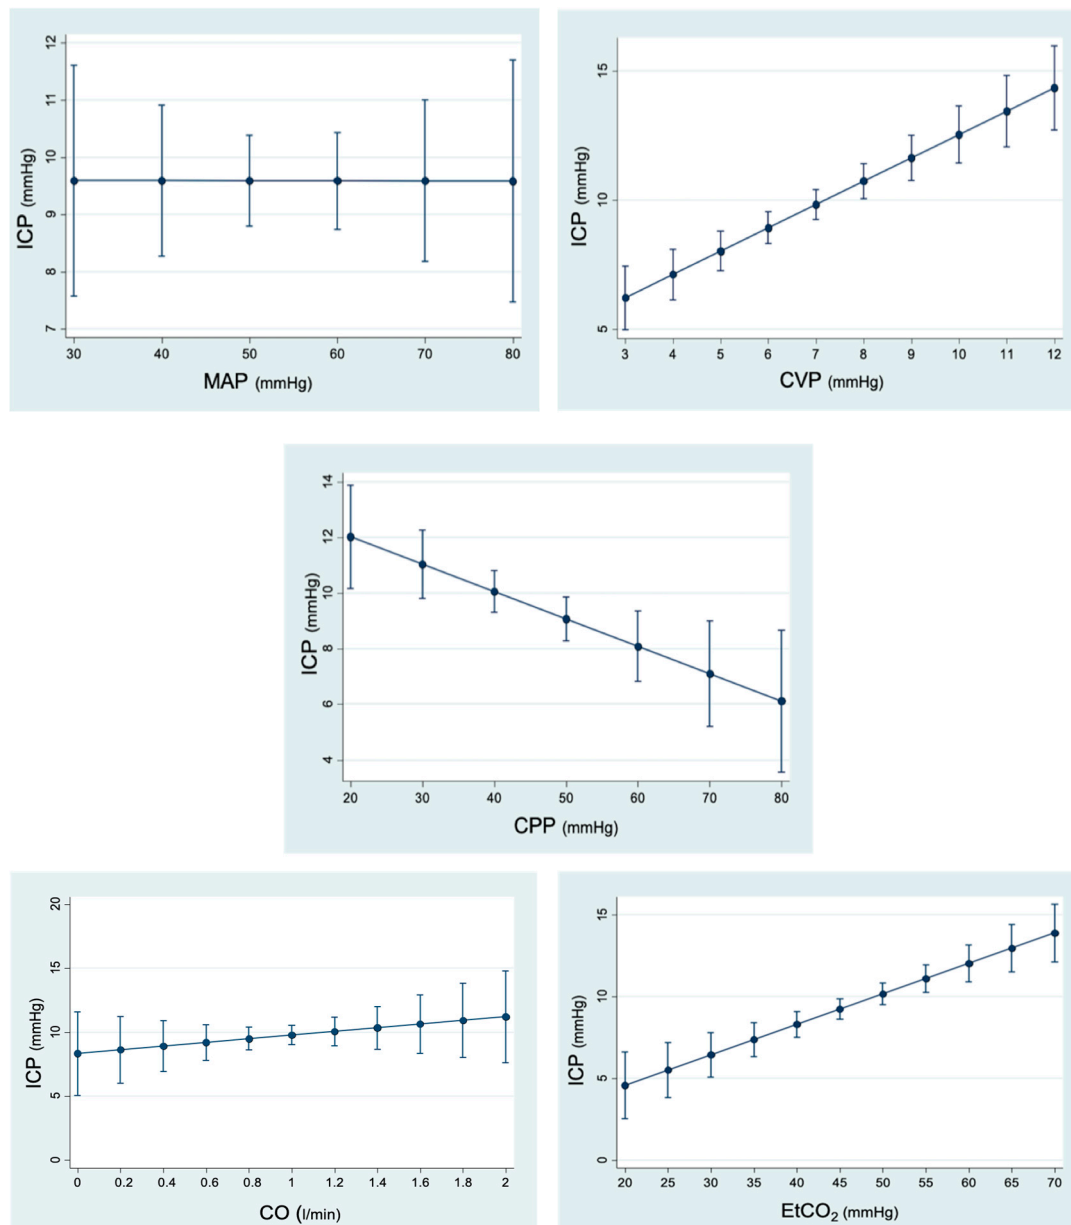 12
11
10
9
8
7
ICP (mmHg)
30 40 50 60 70 80
MAP (mmHg)
15
10
5
ICP (mmHg)
3 4 5 6 7 8 9 10 11 12
CVP (mmHg)
14
12
10
8
6
4
ICP (mmHg)
20 30 40 50 60 70 80
CPP (mmHg)
20
15
10
5
0
ICP (mmHg)
0 0.2 0.4 0.6 0.8 1 1.2 1.4 1.6 1.8 2
CO (l/min)
15
10
5
0
ICP (mmHg)
20 25 30 35 40 45 50 55 60 65 70
EtCO₂ (mmHg)